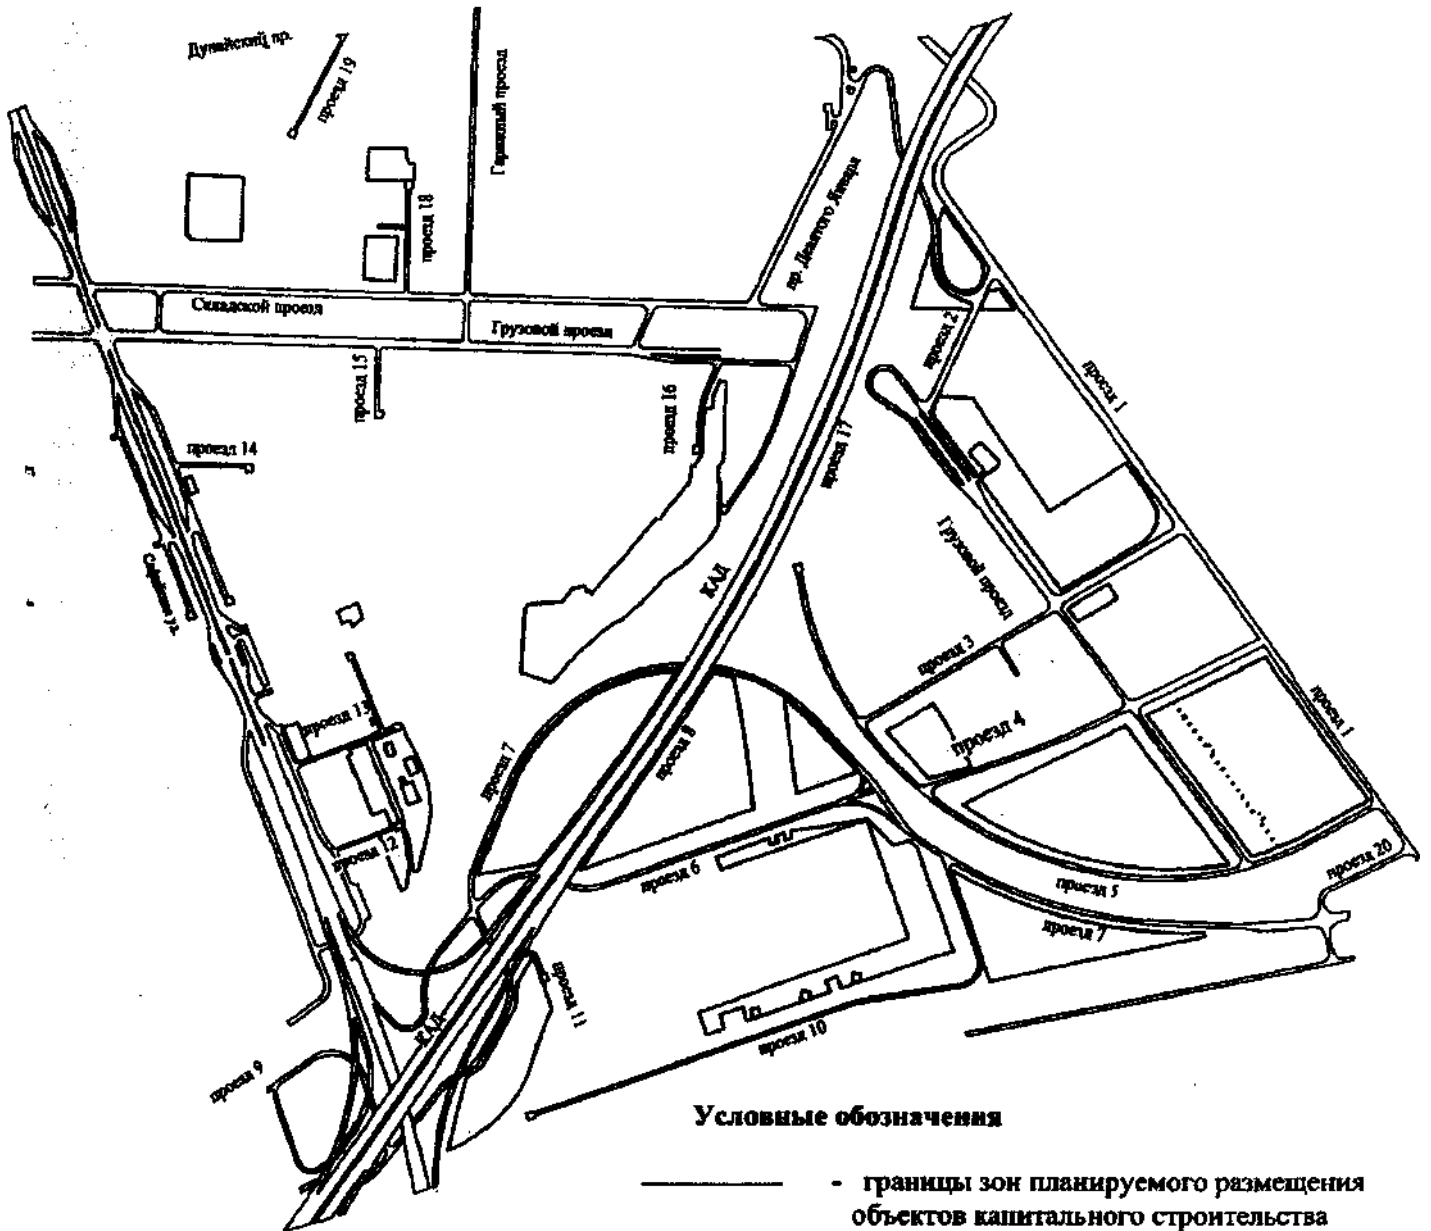 Дунайский пр.
проезд 19
Гаражный проезд
проезд 18
пр. Девятого Января
Складской проезд
Грузовой проезд
проезд 2
проезд 1
проезд 15
проезд 16
проезд 17
проезд 14
Грузовой проезд
Софийская ул.
КАД
проезд 3
проезд 13
проезд 4
проезд 1
проезд 7
проезд 8
проезд 12
проезд 6
проезд 5
проезд 20
проезд 7
проезд 11
КАД
проезд 10
проезд 9
Условные обозначения
- границы зон планируемого размещения
объектов капитального строительства